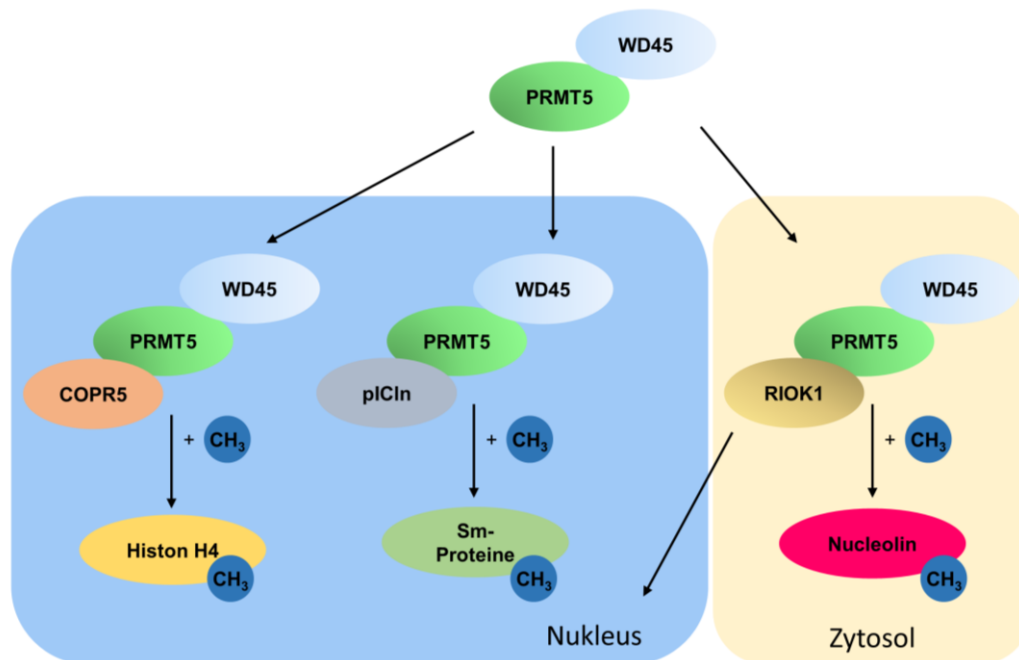 WD45
PRMT5
WD45
PRMT5
COPR5
+ CH₃
Histon H4
CH₃
WD45
PRMT5
pICln
+ CH₃
Sm-
Proteine
CH₃
Nukleus
WD45
PRMT5
RIOK1
+ CH₃
Nucleolin
CH₃
Zytosol